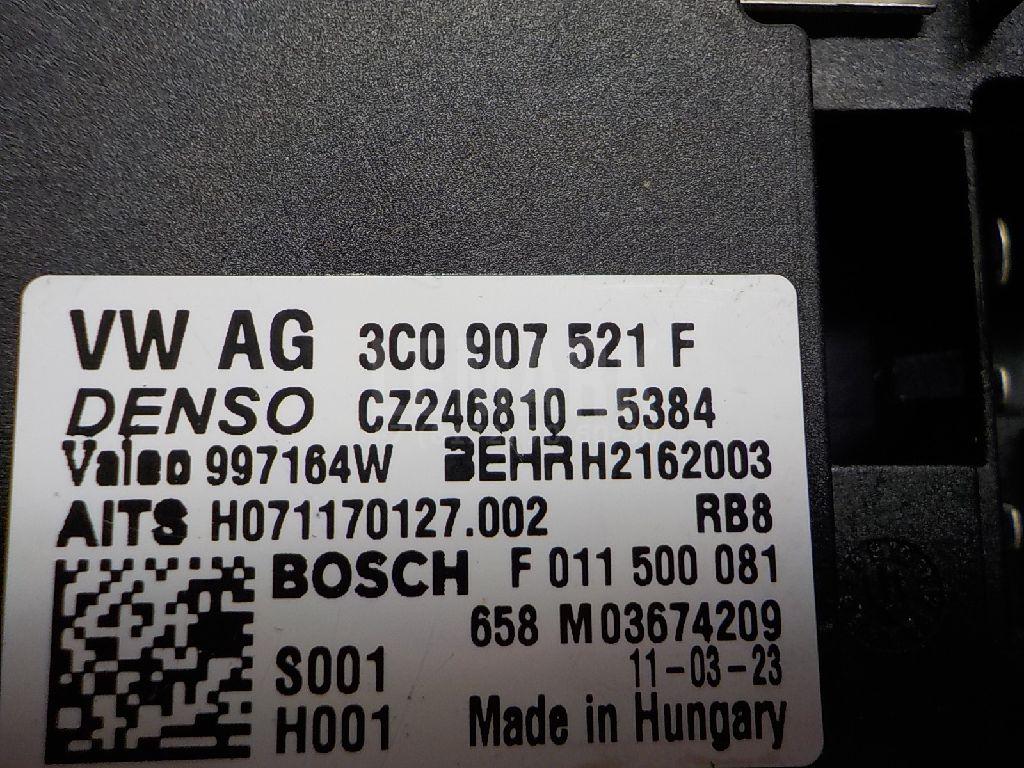 VW AG 3C0 907 521 F
DENSO CZ246810-5384
Valeo 997164W BEHR H2162003
AITS H071170127.002 RB8
BOSCH F 011 500 081
658 M03674209
S001 11-03-23
H001 Made in Hungary